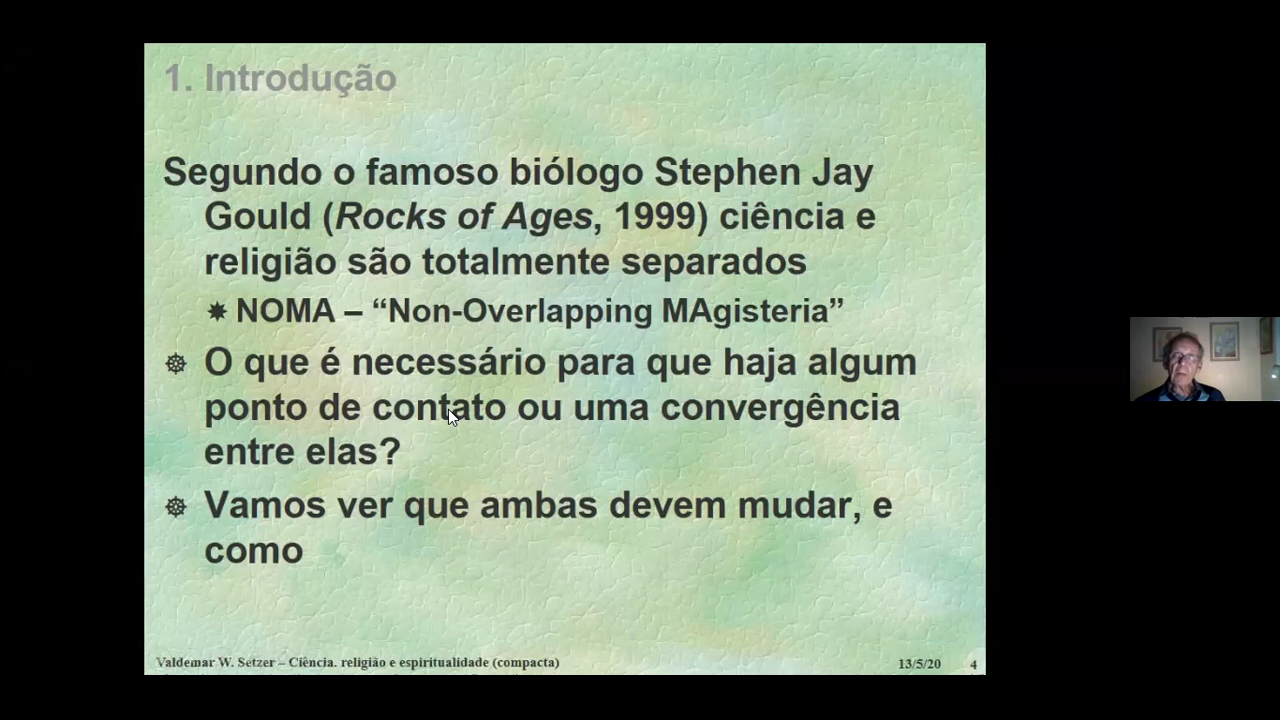 1. Introdução
Segundo o famoso biólogo Stephen Jay
Gould (Rocks of Ages, 1999) ciência e
religião são totalmente separados
NOMA – “Non-Overlapping MAgisteria”
O que é necessário para que haja algum
ponto de contato ou uma convergência
entre elas?
Vamos ver que ambas devem mudar, e
como
Valdemar W. Setzer – Ciência. religião e espiritualidade (compacta) 13/5/20 4